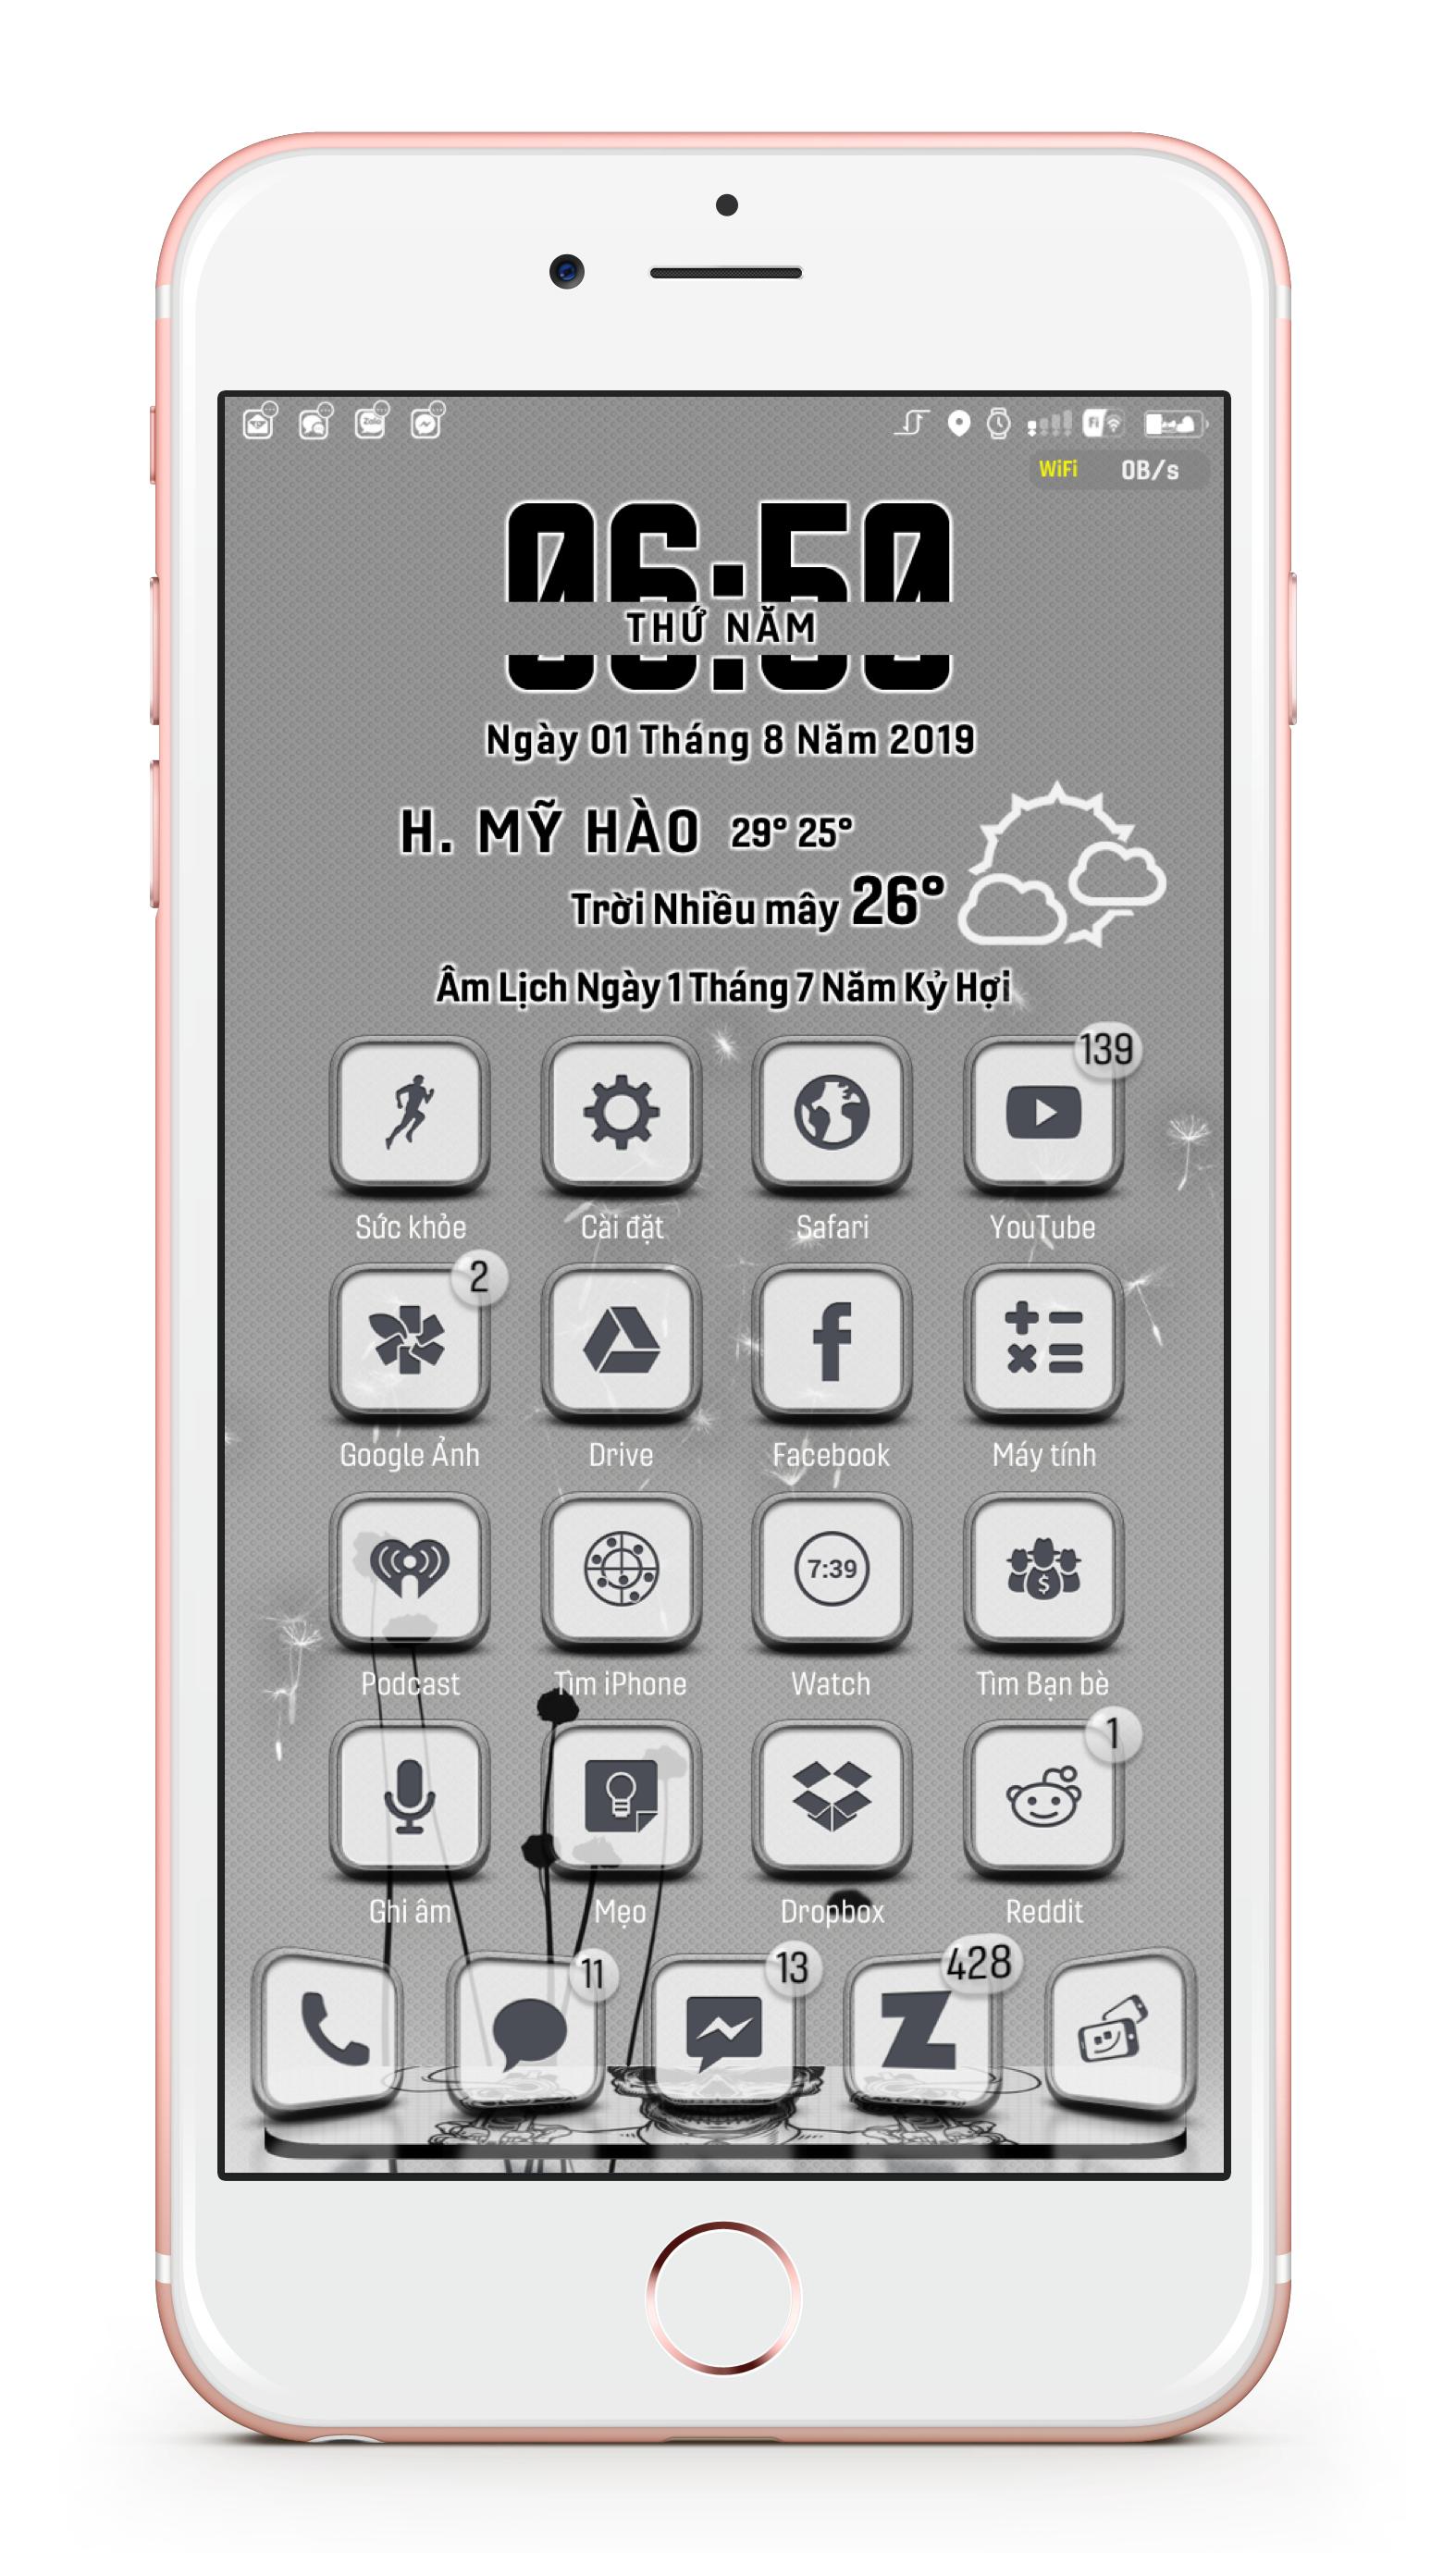 WiFi 0B/s
06:50
THỨ NĂM
Ngày 01 Tháng 8 Năm 2019
H. MỸ HÀO 29° 25°
Trời Nhiều mây 26°
Âm Lịch Ngày 1 Tháng 7 Năm Kỷ Hợi
139
Sức khỏe Cài đặt Safari YouTube
2
Google Ảnh Drive Facebook Máy tính
7:39
$
Podcast Tìm iPhone Watch Tìm Bạn bè
1
Ghi âm Mẹo Dropbox Reddit
11 13 428
Z